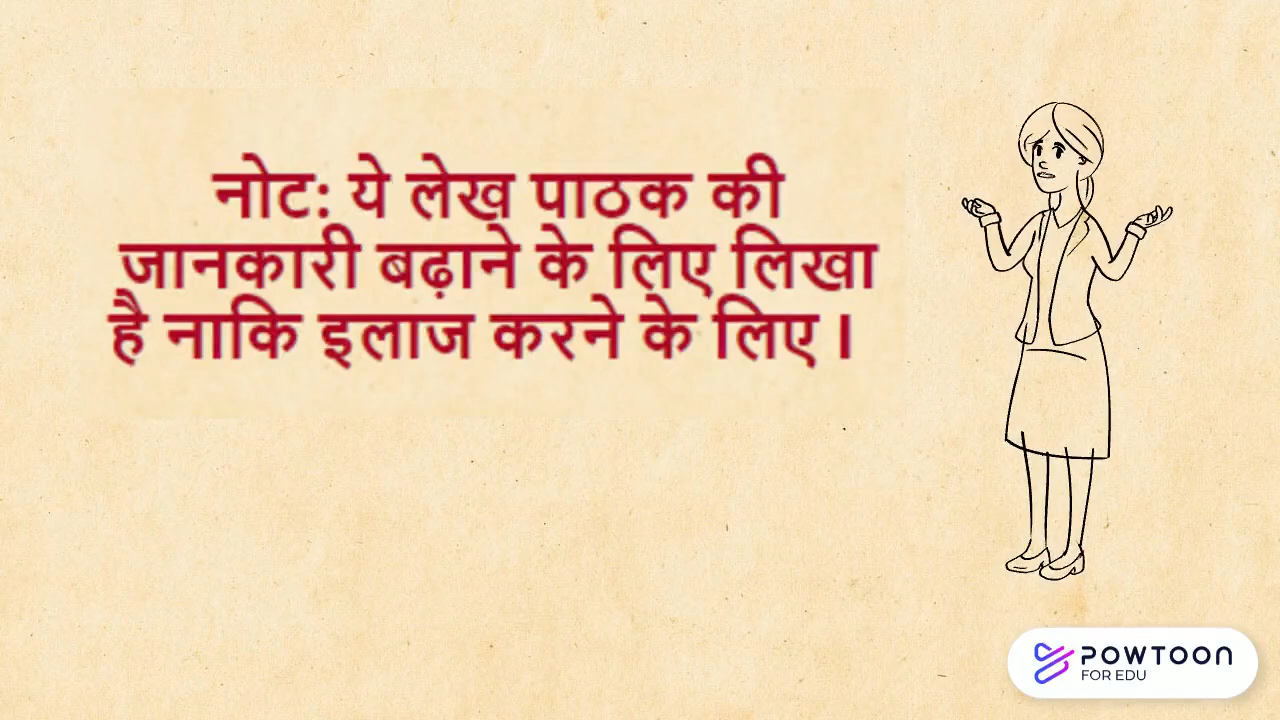 नोट: ये लेख पाठक की
जानकारी बढ़ाने के लिए लिखा
है नाकि इलाज करने के लिए।
POWTOON
FOR EDU